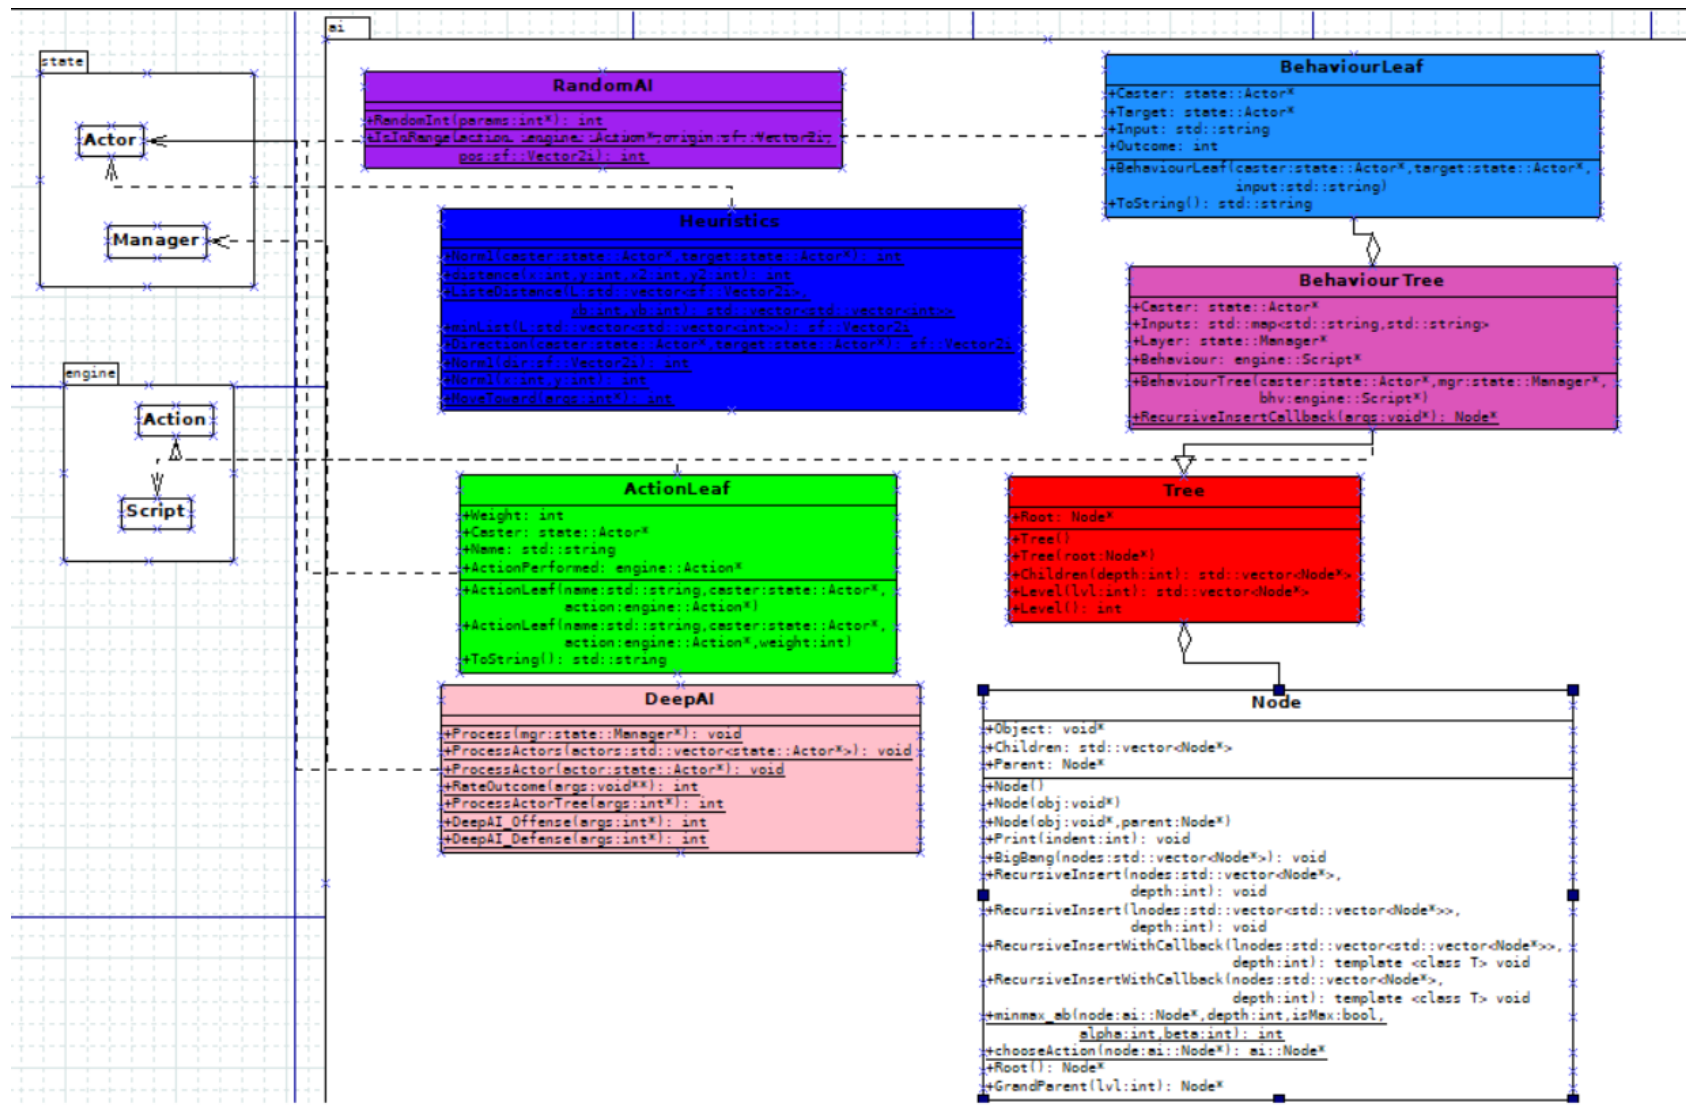 state
Actor
Manager
engine
Action
Script
ai
RandomAI
+RandomInt(params:int*): int
+IsInRange(action :engine::Action*,origin:sf::Vector2i,
pos:sf::Vector2i): int
Heuristics
+Norm1(caster:state::Actor*,target:state::Actor*): int
+distance(x:int,y:int,x2:int,y2:int): int
+ListeDistance(L:std::vector<sf::Vector2i>,
xb:int,yb:int): std::vector<std::vector<int>>
+minList(L:std::vector<std::vector<int>>): sf::Vector2i
+Direction(caster:state::Actor*,target:state::Actor*): sf::Vector2i
+Norm1(dir:sf::Vector2i): int
+Norm1(x:int,y:int): int
+MoveToward(args:int*): int
ActionLeaf
+Weight: int
+Caster: state::Actor*
+Name: std::string
+ActionPerformed: engine::Action*
+ActionLeaf(name:std::string,caster:state::Actor*,
action:engine::Action*)
+ActionLeaf(name:std::string,caster:state::Actor*,
action:engine::Action*,weight:int)
+ToString(): std::string
DeepAI
+Process(mgr:state::Manager*): void
+ProcessActors(actors:std::vector<state::Actor*>): void
+ProcessActor(actor:state::Actor*): void
+RateOutcome(args:void**): int
+ProcessActorTree(args:int*): int
+DeepAI_Offense(args:int*): int
+DeepAI_Defense(args:int*): int
BehaviourLeaf
+Caster: state::Actor*
+Target: state::Actor*
+Input: std::string
+Outcome: int
+BehaviourLeaf(caster:state::Actor*,target:state::Actor*,
input:std::string)
+ToString(): std::string
BehaviourTree
+Caster: state::Actor*
+Inputs: std::map<std::string,std::string>
+Layer: state::Manager*
+Behaviour: engine::Script*
+BehaviourTree(caster:state::Actor*,mgr:state::Manager*,
bhv:engine::Script*)
+RecursiveInsertCallback(args:void*): Node*
Tree
+Root: Node*
+Tree()
+Tree(root:Node*)
+Children(depth:int): std::vector<Node*>
+Level(lvl:int): std::vector<Node*>
+Level(): int
Node
+Object: void*
+Children: std::vector<Node*>
+Parent: Node*
+Node()
+Node(obj:void*)
+Node(obj:void*,parent:Node*)
+Print(indent:int): void
+BigBang(nodes:std::vector<Node*>): void
+RecursiveInsert(nodes:std::vector<Node*>,
depth:int): void
+RecursiveInsert(lnodes:std::vector<std::vector<Node*>>,
depth:int): void
+RecursiveInsertWithCallback(lnodes:std::vector<std::vector<Node*>>,
depth:int): template <class T> void
+RecursiveInsertWithCallback(nodes:std::vector<Node*>,
depth:int): template <class T> void
+minmax_ab(node:ai::Node*,depth:int,isMax:bool,
alpha:int,beta:int): int
+chooseAction(node:ai::Node*): ai::Node*
+Root(): Node*
+GrandParent(lvl:int): Node*